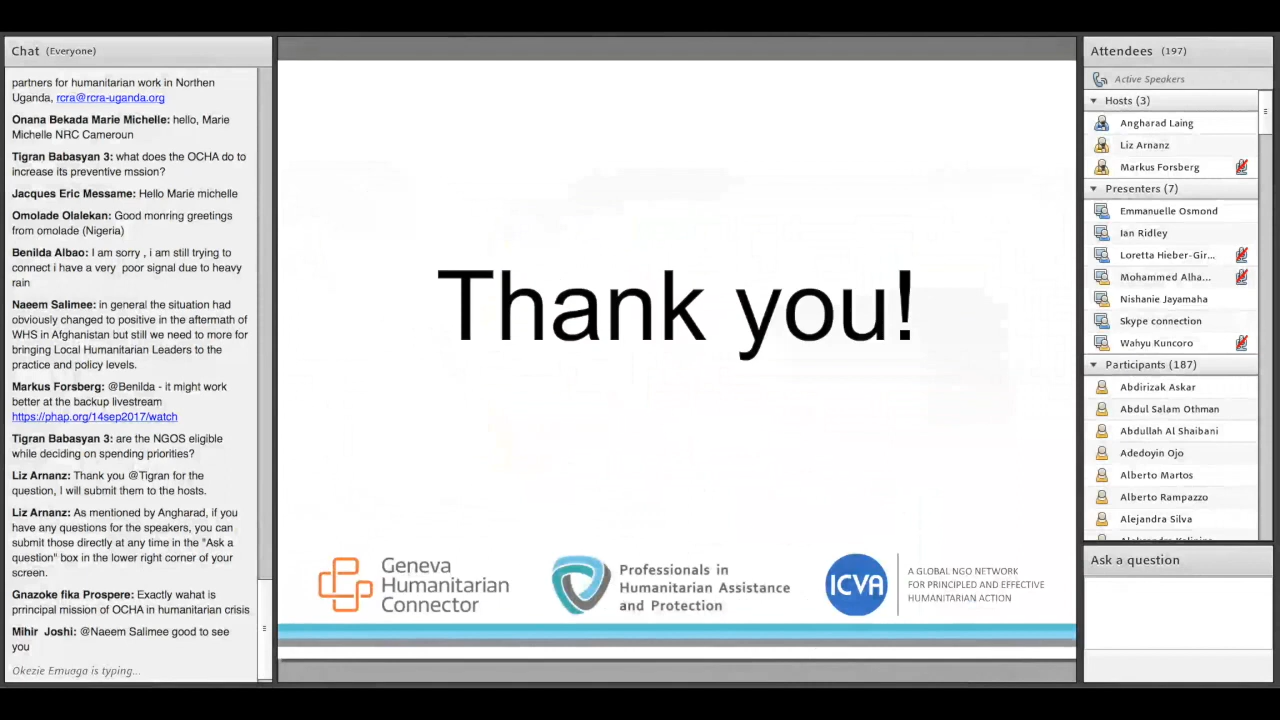 Chat (Everyone)
partners for humanitarian work in Northen
Uganda, rcra@rcra-uganda.org
Onana Bekada Marie Michelle: hello, Marie
Michelle NRC Cameroun
Tigran Babasyan 3: what does the OCHA do to
increase its preventive mssion?
Jacques Eric Messame: Hello Marie michelle
Omolade Olalekan: Good monring greetings
from omolade (Nigeria)
Benilda Albao: I am sorry , i am still trying to
connect i have a very poor signal due to heavy
rain
Naeem Salimee: in general the situation had
obviously changed to positive in the aftermath of
WHS in Afghanistan but still we need to more for
bringing Local Humanitarian Leaders to the
practice and policy levels.
Markus Forsberg: @Benilda - it might work
better at the backup livestream
https://phap.org/14sep2017/watch
Tigran Babasyan 3: are the NGOS eligible
while deciding on spending priorities?
Liz Arnanz: Thank you @Tigran for the
question, I will submit them to the hosts.
Liz Arnanz: As mentioned by Angharad, if you
have any questions for the speakers, you can
submit those directly at any time in the "Ask a
question" box in the lower right corner of your
screen.
Gnazoke fika Prospere: Exactly wahat is
prrincipal mission of OCHA in humanitarian crisis
Mihir Joshi: @Naeem Salimee good to see
you
Okezie Emuaga is typing...
Thank you!
Geneva
Humanitarian
Connector
Professionals in
Humanitarian Assistance
and Protection
ICVA
A GLOBAL NGO NETWORK
FOR PRINCIPLED AND EFFECTIVE
HUMANITARIAN ACTION
Attendees (197)
Active Speakers
Hosts (3)
Angharad Laing
Liz Arnanz
Markus Forsberg
Presenters (7)
Emmanuelle Osmond
Ian Ridley
Loretta Hieber-Gir...
Mohammed Alha...
Nishanie Jayamaha
Skype connection
Wahyu Kuncoro
Participants (187)
Abdirizak Askar
Abdul Salam Othman
Abdullah Al Shaibani
Adedoyin Ojo
Alberto Martos
Alberto Rampazzo
Alejandra Silva
Ask a question